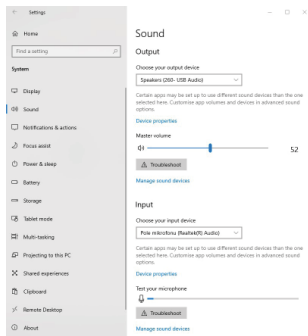 Settings
Home
Find a setting
System
Display
Sound
Notifications & actions
Focus assist
Power & sleep
Battery
Storage
Tablet mode
Multi-tasking
Projecting to this PC
Shared experiences
Clipboard
Remote Desktop
About
Sound
Output
Choose your output device
Speakers (260- USB Audio)
Certain apps may be set up to use different sound devices than the one
selected here. Customise app volumes and devices in advanced sound
options.
Device properties
Master volume
52
Troubleshoot
Manage sound devices
Input
Choose your input device
Pole mikrofonu (Realtek(R) Audio)
Certain apps may be set up to use different sound devices than the one
selected here. Customise app volumes and devices in advanced sound
options.
Device properties
Test your microphone
Troubleshoot
Manage sound devices